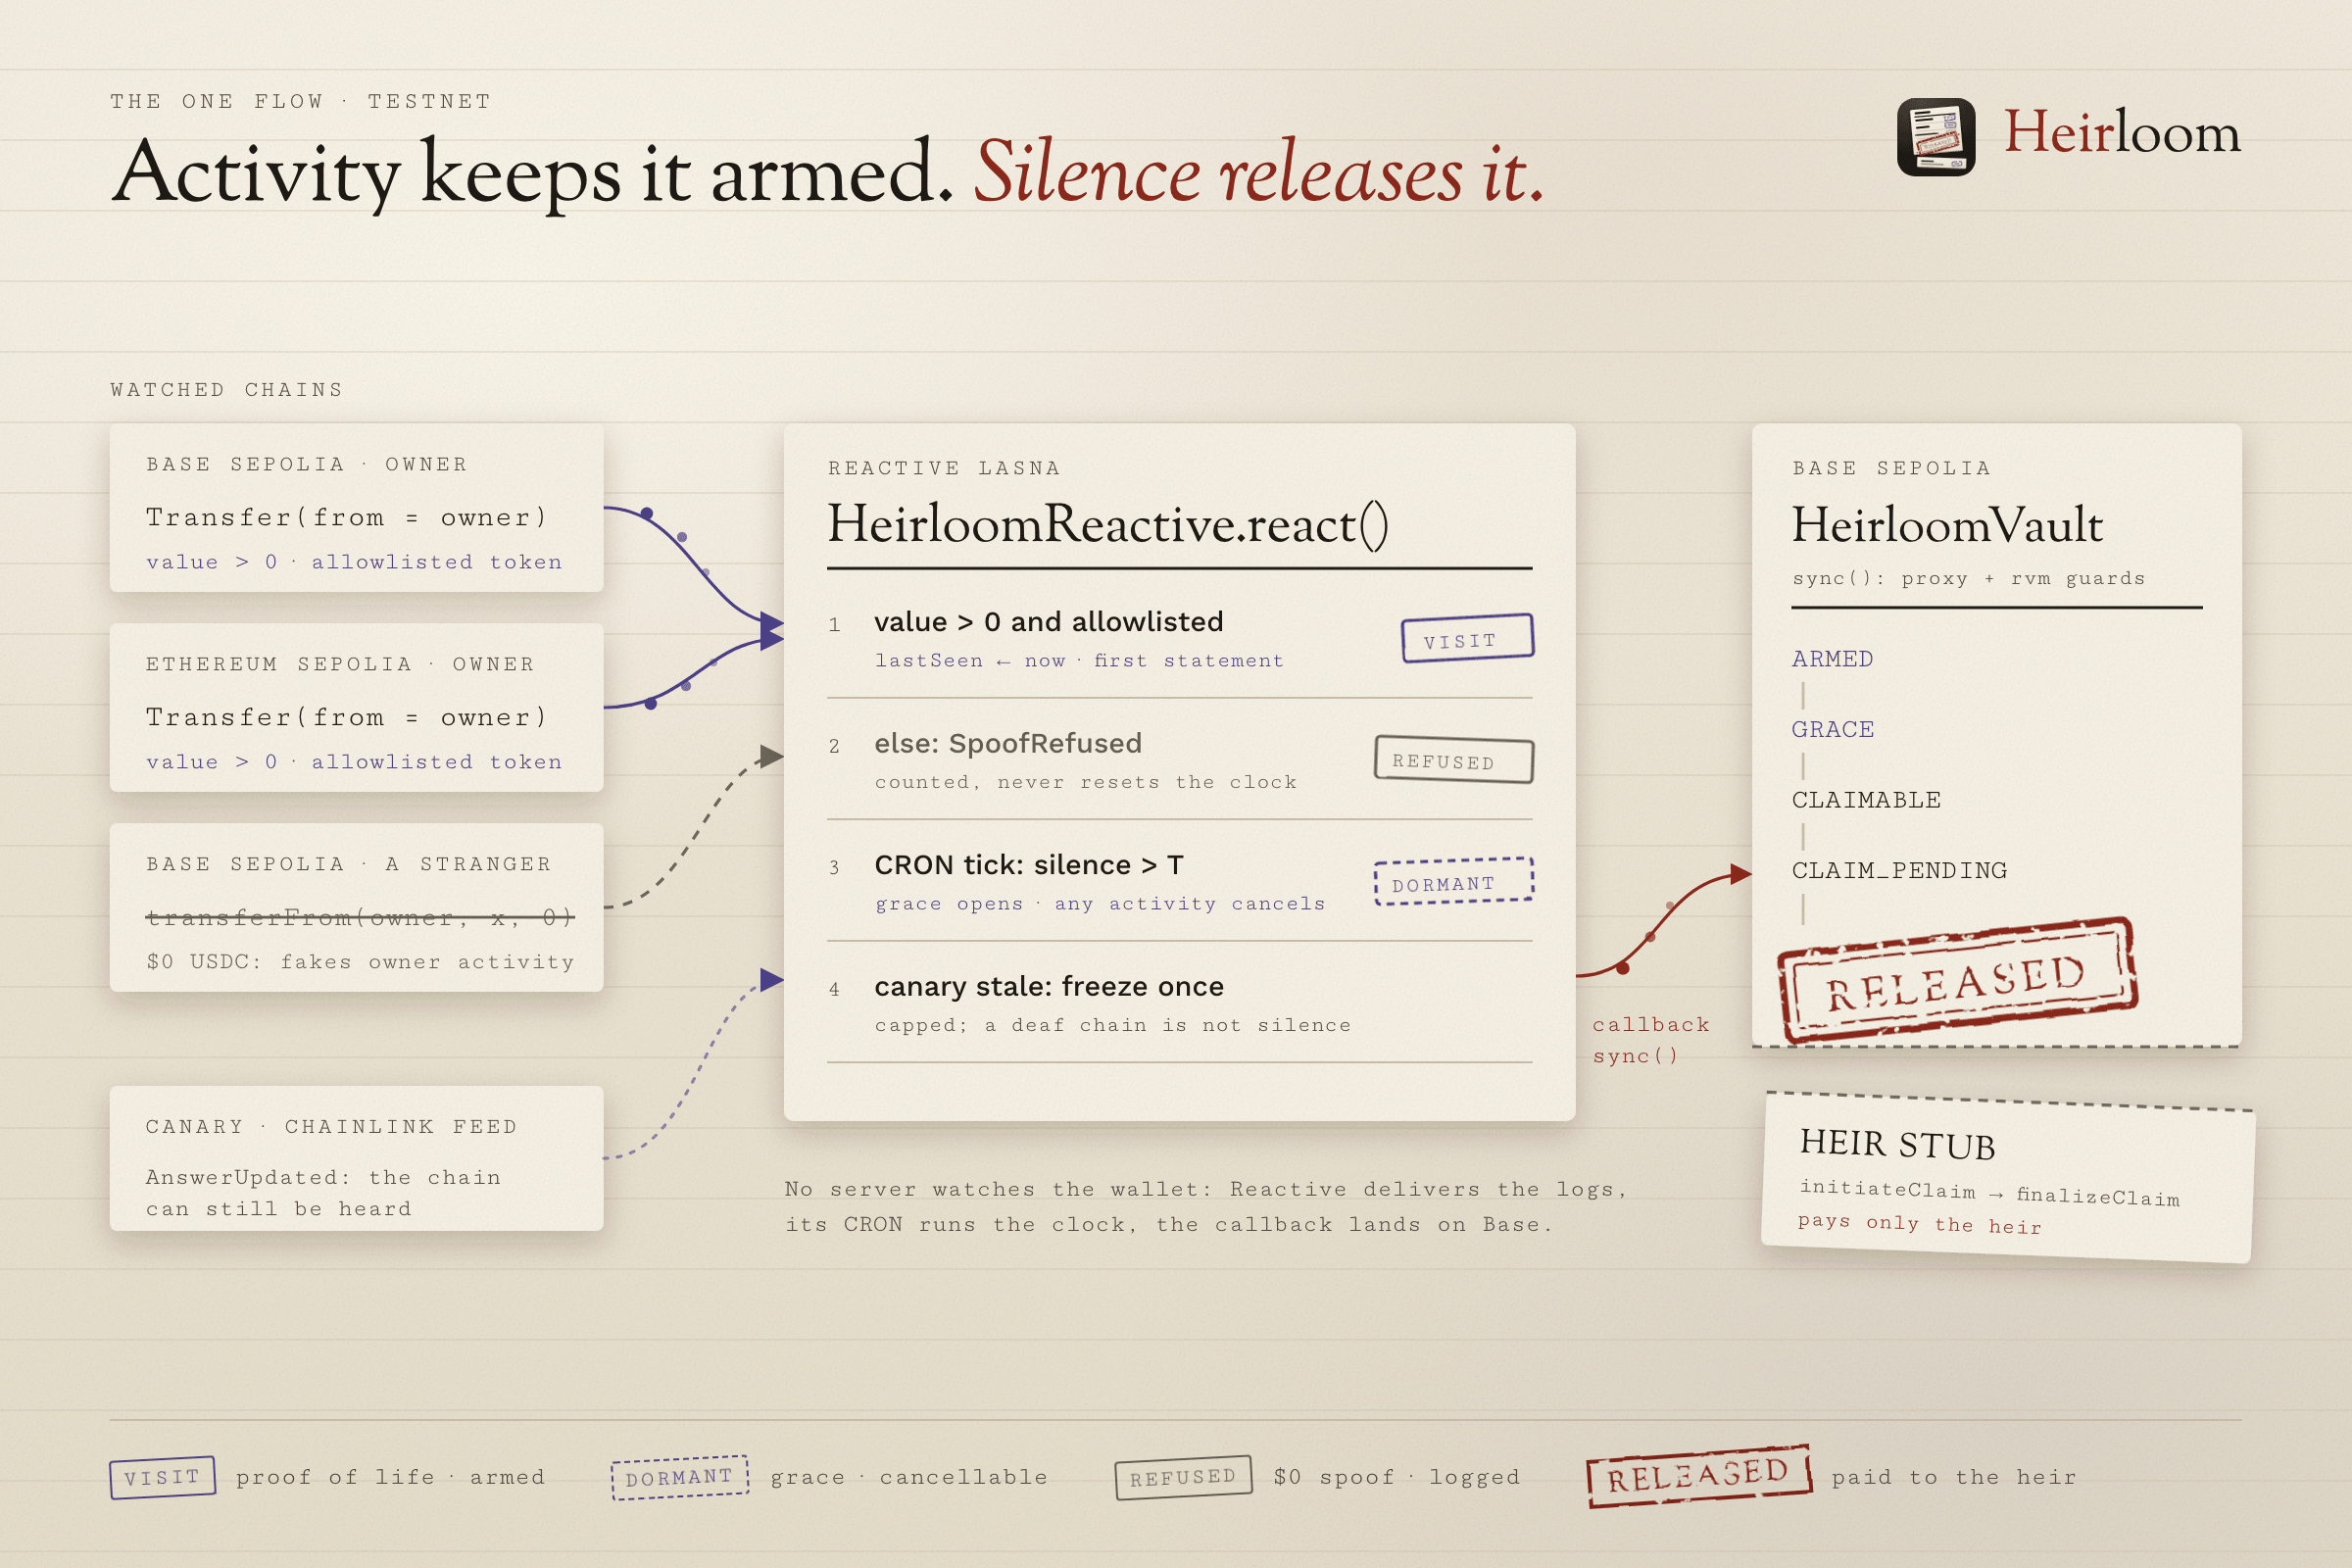 THE ONE FLOW · TESTNET
Activity keeps it armed. Silence releases it.
Heirloom
WATCHED CHAINS
BASE SEPOLIA · OWNER
Transfer(from = owner)
value > 0 · allowlisted token
ETHEREUM SEPOLIA · OWNER
Transfer(from = owner)
value > 0 · allowlisted token
BASE SEPOLIA · A STRANGER
transferFrom(owner, x, 0)
$0 USDC: fakes owner activity
CANARY · CHAINLINK FEED
AnswerUpdated: the chain
can still be heard
REACTIVE LASNA
HeirloomReactive.react()
1 value > 0 and allowlisted
lastSeen ← now · first statement
VISIT
2 else: SpoofRefused
counted, never resets the clock
REFUSED
3 CRON tick: silence > T
grace opens · any activity cancels
DORMANT
4 canary stale: freeze once
capped; a deaf chain is not silence
No server watches the wallet: Reactive delivers the logs,
its CRON runs the clock, the callback lands on Base.
callback
sync()
BASE SEPOLIA
HeirloomVault
sync(): proxy + rvm guards
ARMED
GRACE
CLAIMABLE
CLAIM_PENDING
RELEASED
HEIR STUB
initiateClaim → finalizeClaim
pays only the heir
VISIT proof of life · armed
DORMANT grace · cancellable
REFUSED $0 spoof · logged
RELEASED paid to the heir